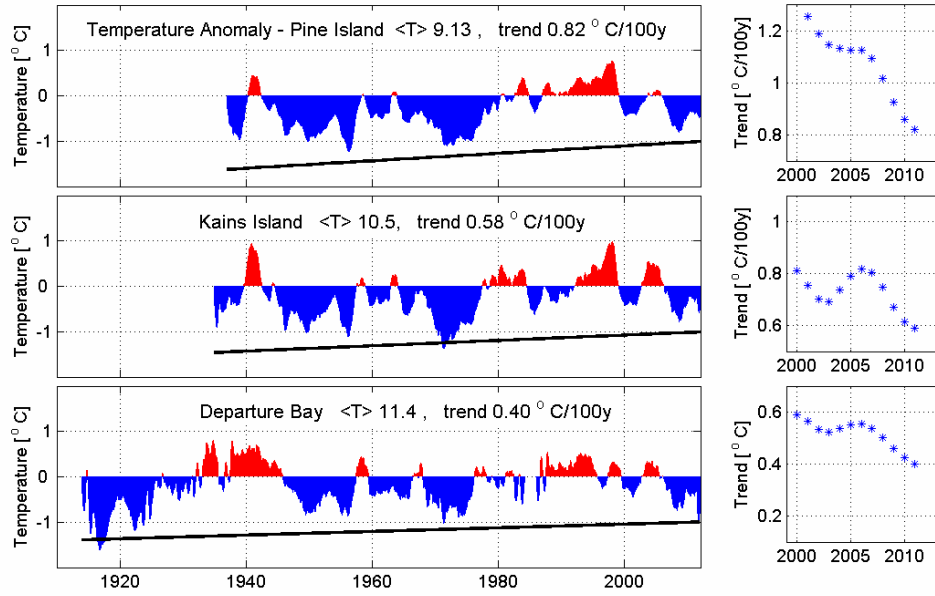 Temperature Anomaly - Pine Island <T> 9.13 , trend 0.82 ° C/100y
Temperature [ ° C]
1
0
-1
Trend [ ° C/100y]
1.2
1
0.8
2000 2005 2010
Kains Island <T> 10.5, trend 0.58 ° C/100y
Temperature [ ° C]
1
0
-1
Trend [ ° C/100y]
1
0.8
0.6
2000 2005 2010
Departure Bay <T> 11.4 , trend 0.40 ° C/100y
Temperature [ ° C]
1
0
-1
1920 1940 1960 1980 2000
Trend [ ° C]
0.6
0.4
0.2
2000 2005 2010